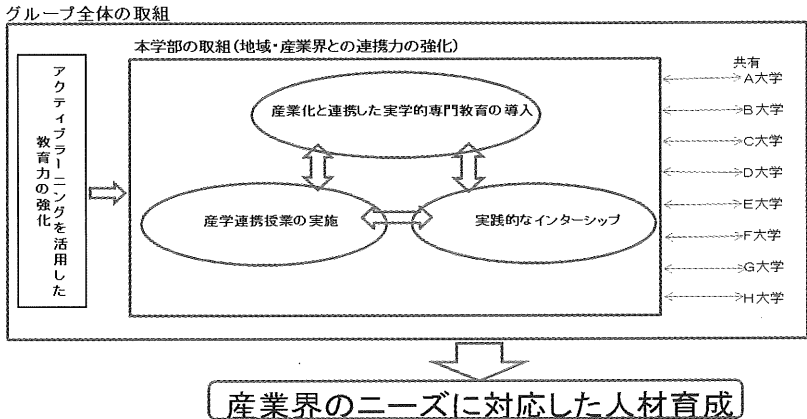 グループ全体の取組
本学部の取組(地域・産業界との連携力の強化)
アクティブラーニングを活用した
教育力の強化
産業化と連携した実学的専門教育の導入
産学連携授業の実施
実践的なインターシップ
共有
A大学
B大学
C大学
D大学
E大学
F大学
G大学
H大学
産業界のニーズに対応した人材育成